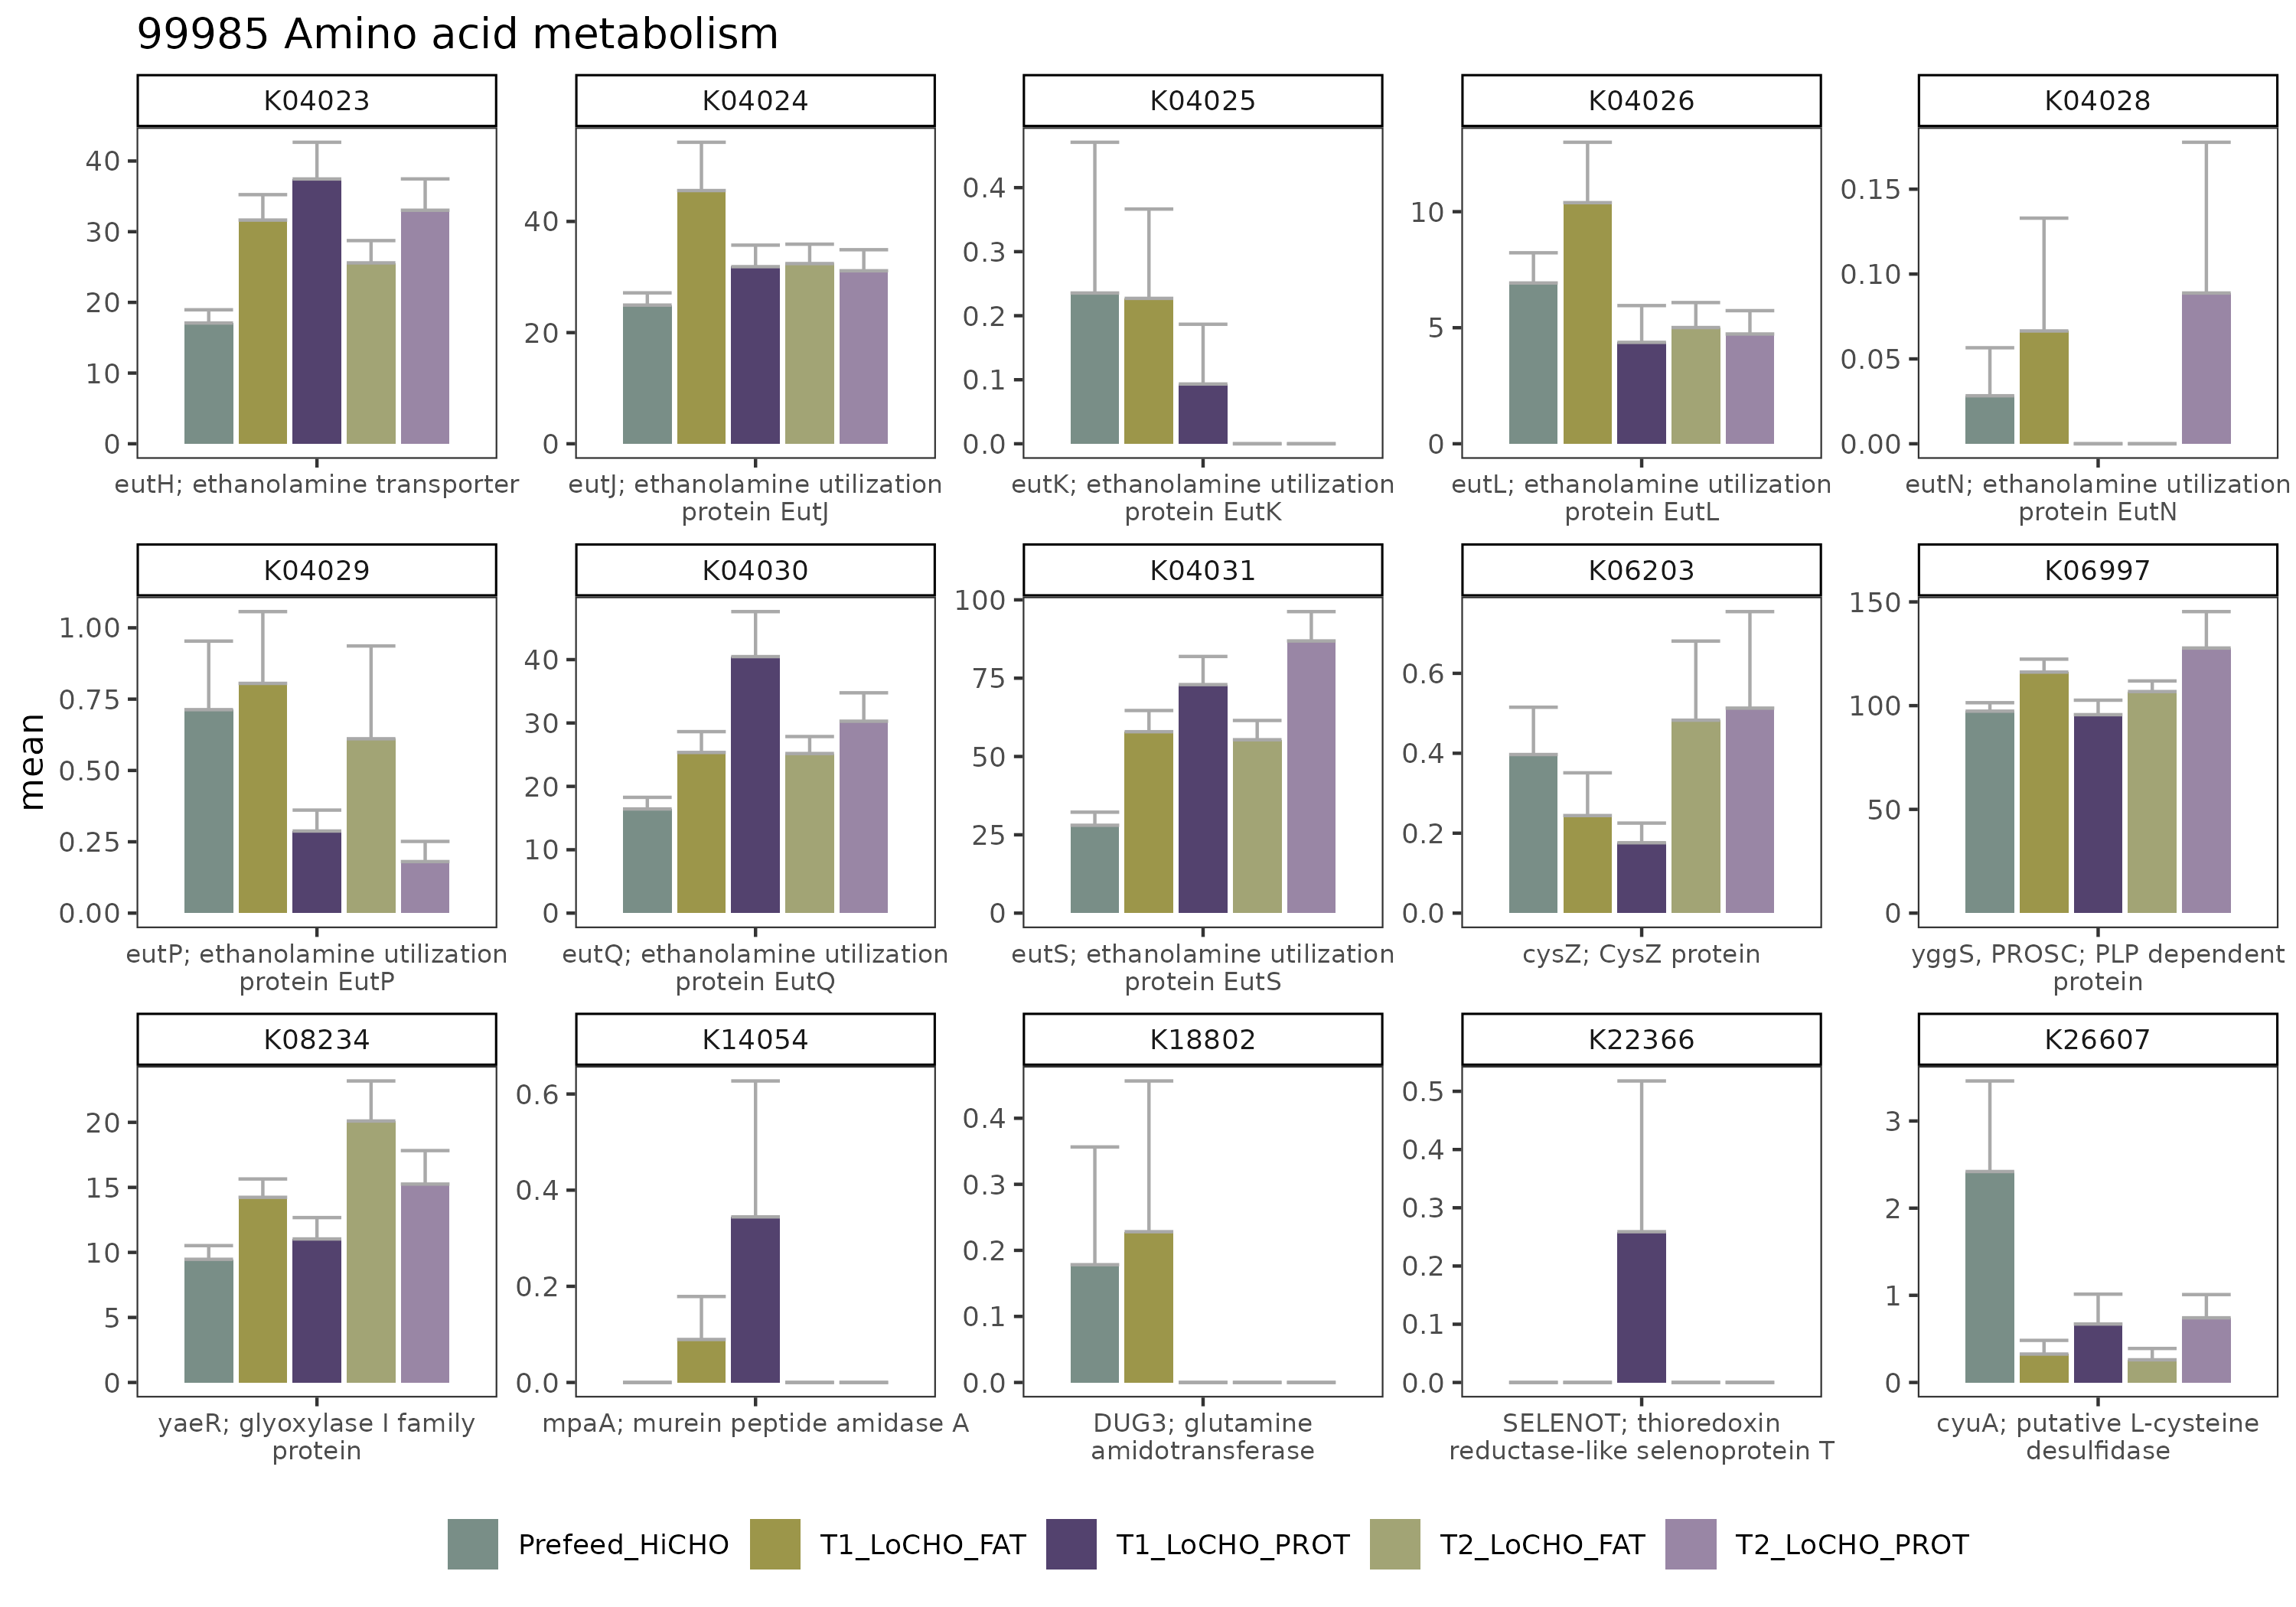 99985 Amino acid metabolism
K04023
K04024
K04025
K04026
K04028
40
30
20
10
0
40
20
0
0.4
0.3
0.2
0.1
0.0
10
5
0
0.15
0.10
0.05
0.00
eutH; ethanolamine transporter
eutJ; ethanolamine utilization
protein EutJ
eutK; ethanolamine utilization
protein EutK
eutL; ethanolamine utilization
protein EutL
eutN; ethanolamine utilization
protein EutN
mean
K04029
K04030
K04031
K06203
K06997
1.00
0.75
0.50
0.25
0.00
40
30
20
10
0
100
75
50
25
0
0.6
0.4
0.2
0.0
150
100
50
0
eutP; ethanolamine utilization
protein EutP
eutQ; ethanolamine utilization
protein EutQ
eutS; ethanolamine utilization
protein EutS
cysZ; CysZ protein
yggS, PROSC; PLP dependent
protein
K08234
K14054
K18802
K22366
K26607
20
15
10
5
0
0.6
0.4
0.2
0.0
0.4
0.3
0.2
0.1
0.0
0.5
0.4
0.3
0.2
0.1
0.0
3
2
1
0
yaeR; glyoxylase I family
protein
mpaA; murein peptide amidase A
DUG3; glutamine
amidotransferase
SELENOT; thioredoxin
reductase-like selenoprotein T
cyuA; putative L-cysteine
desulfidase
Prefeed_HiCHO
T1_LoCHO_FAT
T1_LoCHO_PROT
T2_LoCHO_FAT
T2_LoCHO_PROT